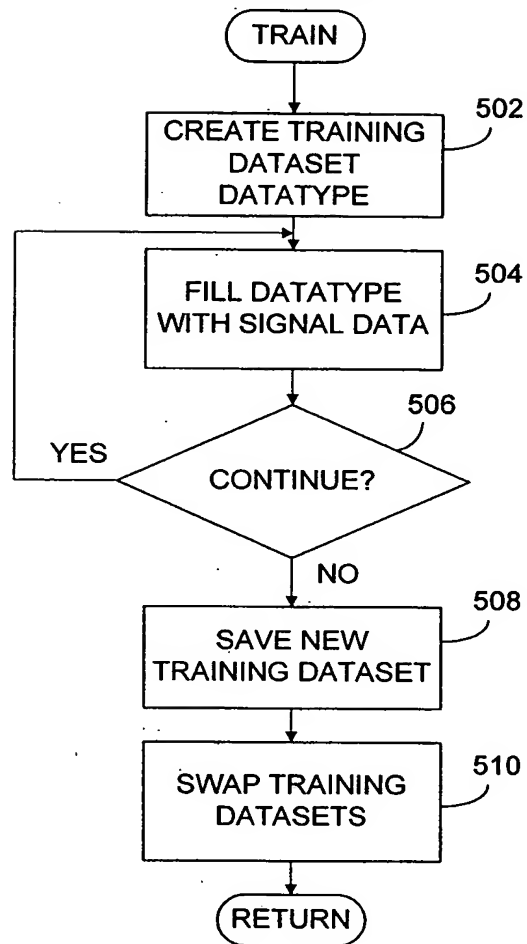 TRAIN
502
CREATE TRAINING
DATASET
DATATYPE
504
FILL DATATYPE
WITH SIGNAL DATA
506
YES
CONTINUE?
NO
508
SAVE NEW
TRAINING DATASET
510
SWAP TRAINING
DATASETS
RETURN